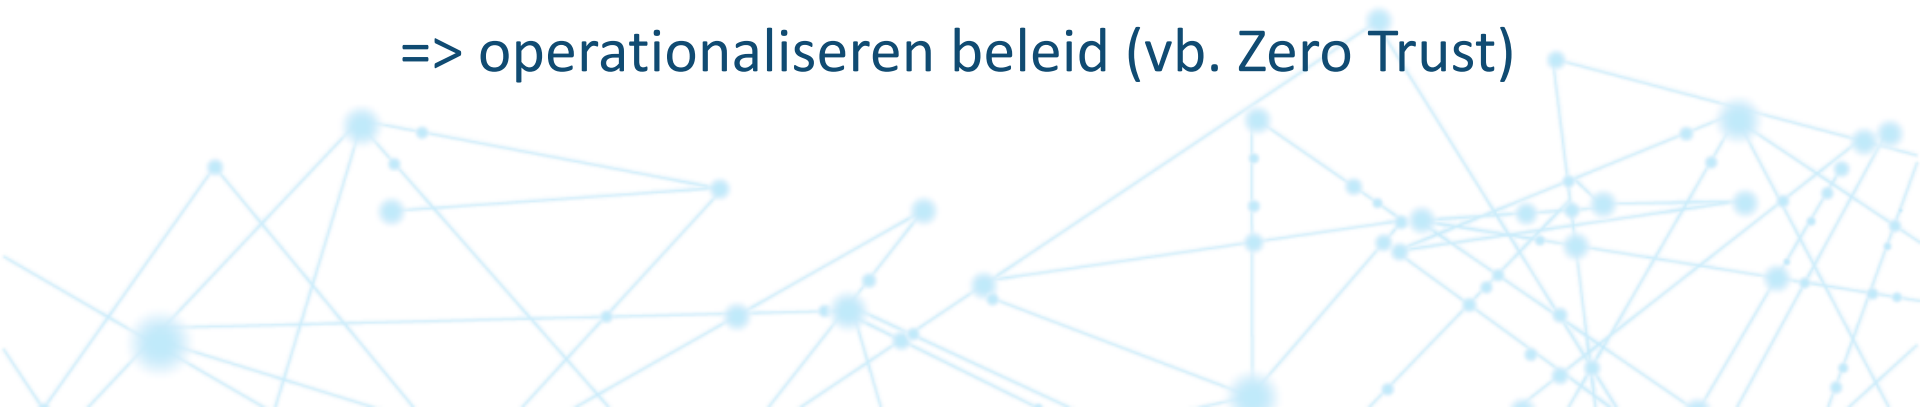 => operationaliseren beleid (vb. Zero Trust)